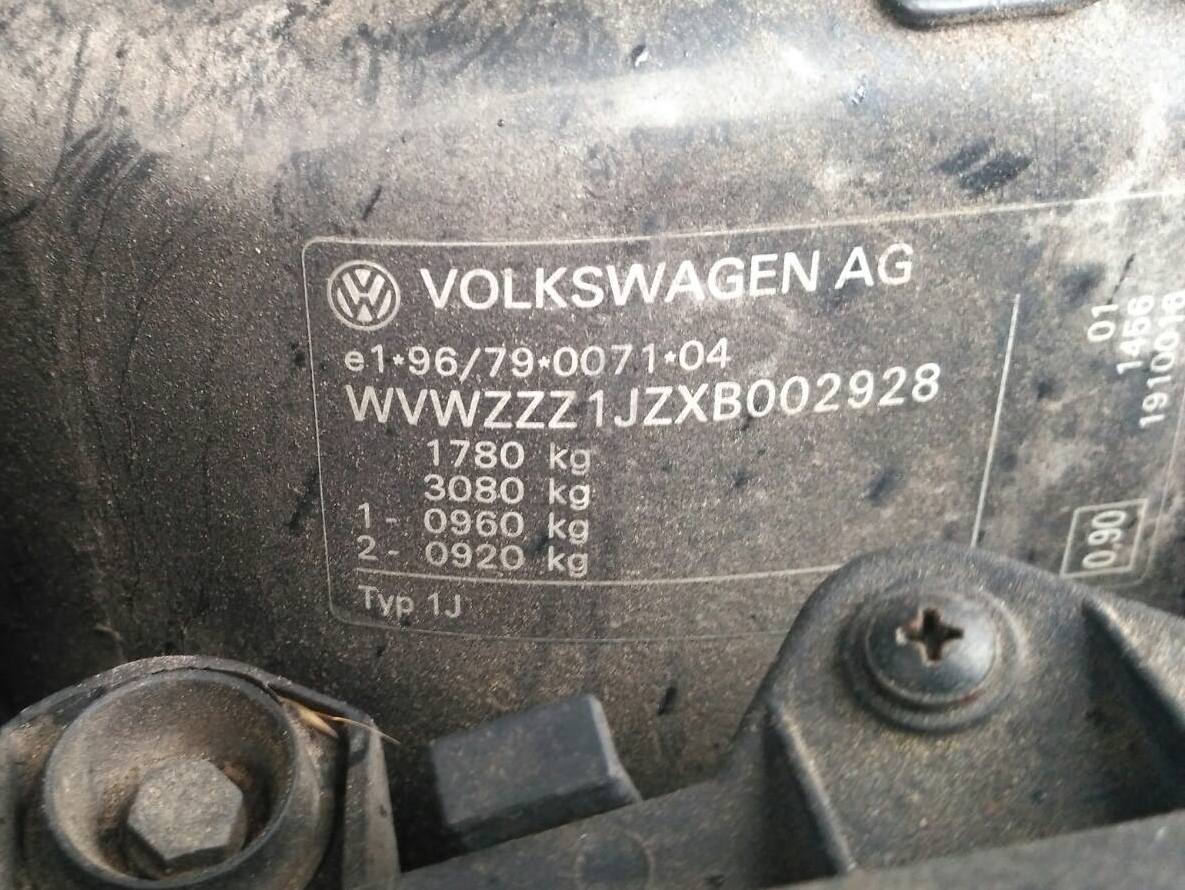 VOLKSWAGEN AG
e1*96/79*0071*04
WVWZZZ1JZXB002928
1780 kg
3080 kg
1- 0960 kg
2- 0920 kg
Typ 1J
01
1456
1910018
0,90